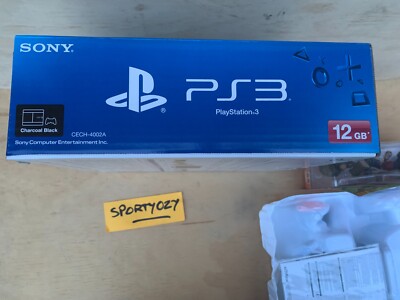 SONY
PS3
PlayStation®3
Charcoal Black
CECH-4002A
Sony Computer Entertainment Inc.
12 GB*
SPORTYOZY